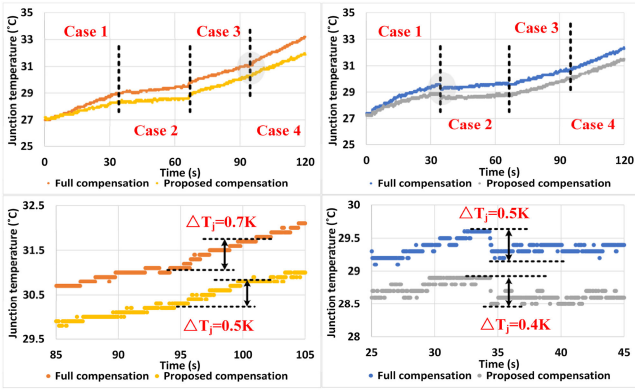 Junction temperature (˚C)
35
33
31
29
27
25
Case 1
Case 3
Case 2
Case 4
0
30
60
90
120
Time (s)
Full compensation
Proposed compensation
Junction temperature (˚C)
35
33
31
29
27
25
Case 1
Case 3
Case 2
Case 4
0
30
60
90
120
Time (s)
Full compensation
Proposed compensation
Junction temperature (˚C)
32.5
31.5
30.5
29.5
△Tj=0.7K
△Tj=0.5K
85
90
95
100
105
Time (s)
Full compensation
Proposed compensation
Junction temperature (˚C)
30
29.5
29
28.5
28
△Tj=0.5K
△Tj=0.4K
25
30
35
40
45
Time (s)
Full compensation
Proposed compensation